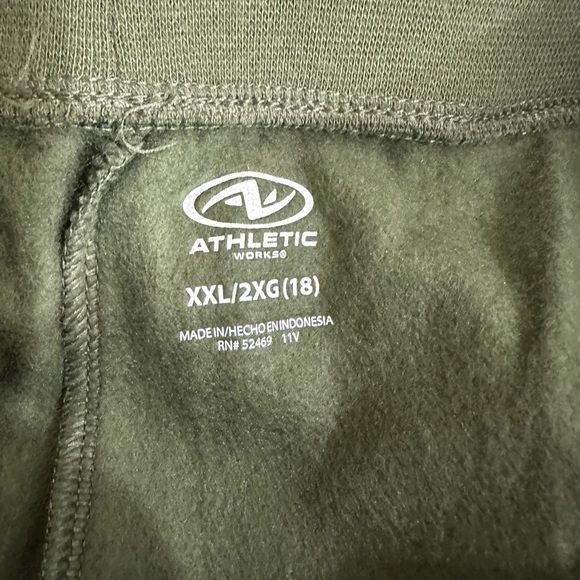 ATHLETIC
WORKS®
XXL/2XG (18)
MADE IN/HECHO EN INDONESIA
RN# 52469 11V